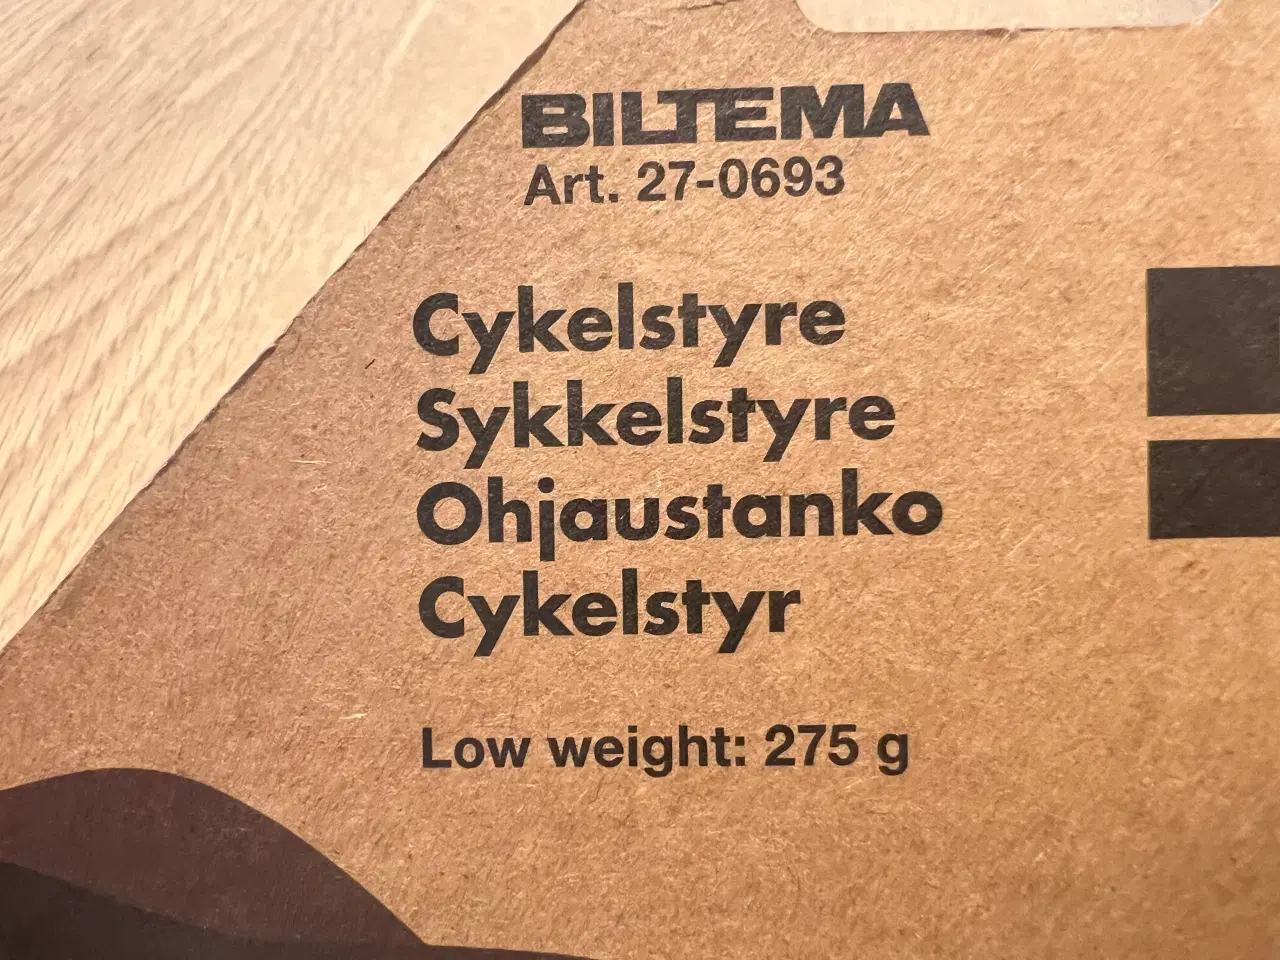 BILTEMA
Art. 27-0693
Cykelstyre
Sykkelstyre
Ohjaustanko
Cykelstyr
Low weight: 275 g